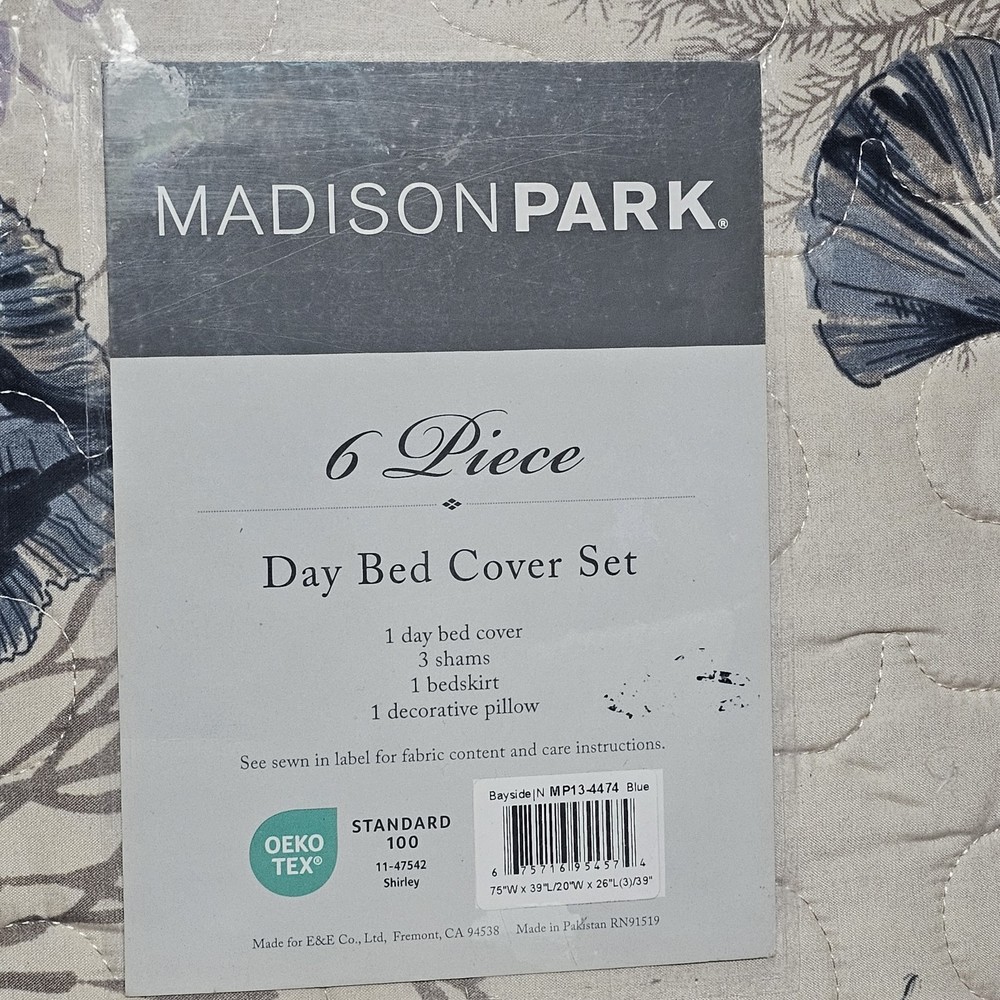 MADISONPARK®
6 Piece
Day Bed Cover Set
1 day bed cover
3 shams
1 bedskirt
1 decorative pillow
See sewn in label for fabric content and care instructions.
Bayside|N MP13-4474 Blue
OEKO
TEX®
STANDARD
100
11-47542
Shirley
6 75716 95457 4
75"W x 39"L/20"W x 26"L(3)/39"
Made for E&E Co., Ltd, Fremont, CA 94538 Made in Pakistan RN91519